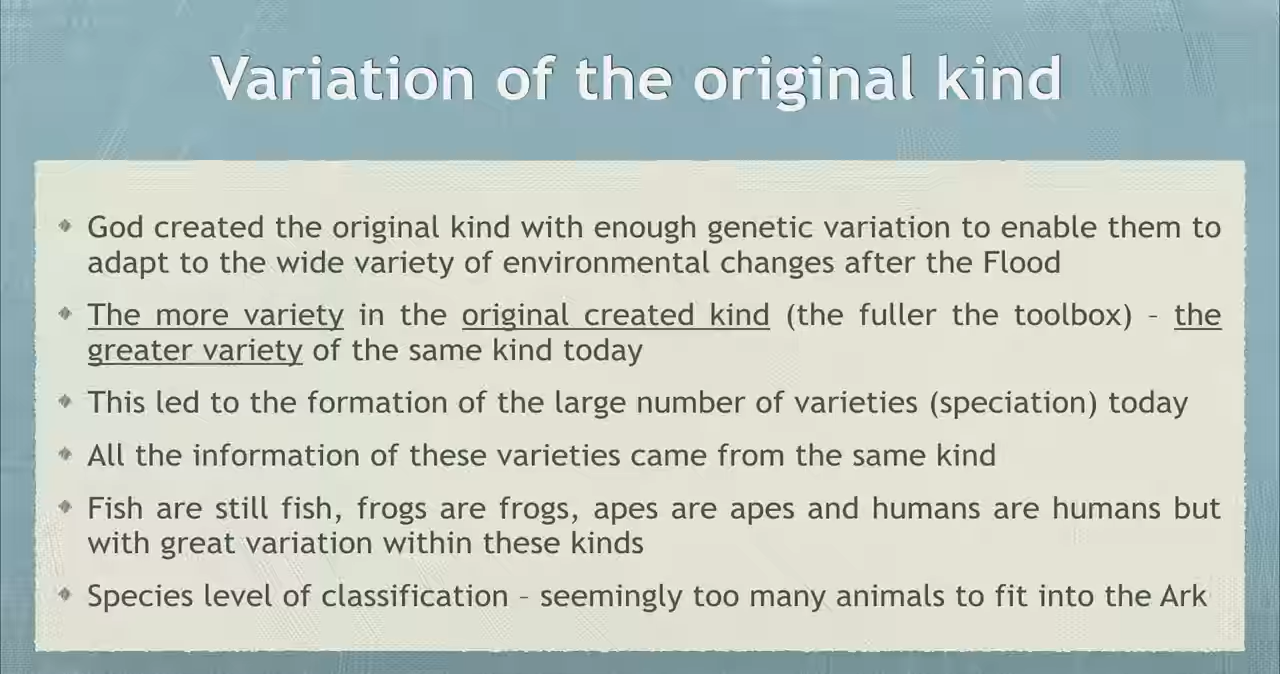 Variation of the original kind
God created the original kind with enough genetic variation to enable them to
adapt to the wide variety of environmental changes after the Flood
The more variety in the original created kind (the fuller the toolbox) – the
greater variety of the same kind today
This led to the formation of the large number of varieties (speciation) today
All the information of these varieties came from the same kind
Fish are still fish, frogs are frogs, apes are apes and humans are humans but
with great variation within these kinds
Species level of classification – seemingly too many animals to fit into the Ark